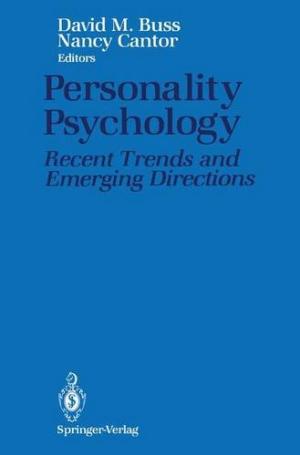 David M. Buss
Nancy Cantor
Editors
Personality
Psychology
Recent Trends and
Emerging Directions
Springer-Verlag